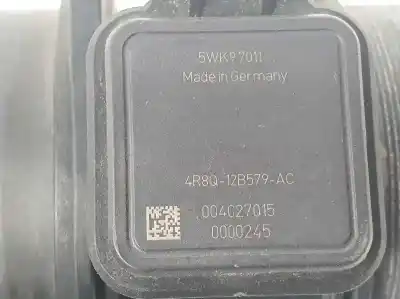 5WK97011
Made in Germany
4R8Q-12B579-AC
004027015
0000245